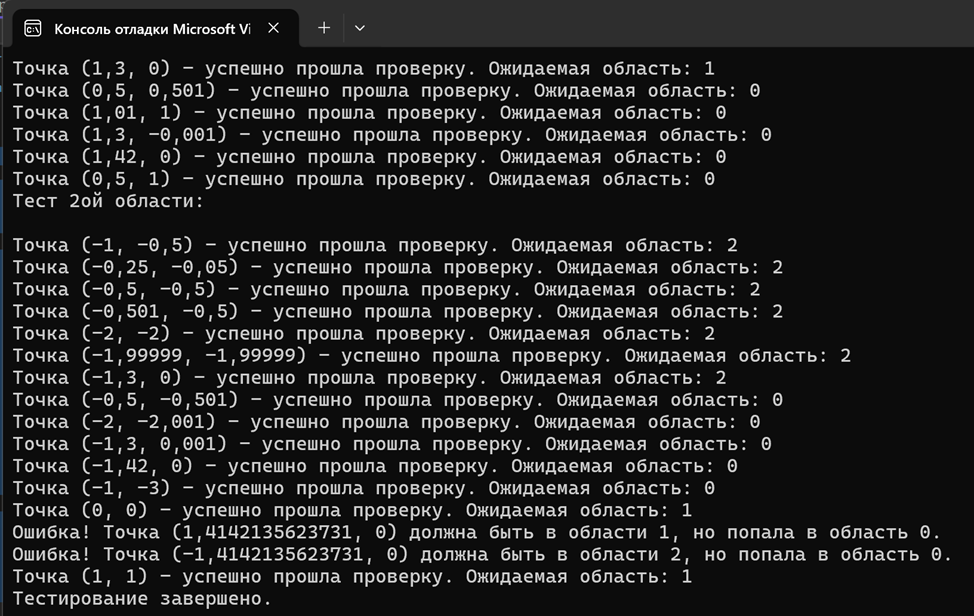 Консоль отладки Microsoft Vi
Точка (1,3, 0) – успешно прошла проверку. Ожидаемая область: 1
Точка (0,5, 0,501) – успешно прошла проверку. Ожидаемая область: 0
Точка (1,01, 1) – успешно прошла проверку. Ожидаемая область: 0
Точка (1,3, -0,001) – успешно прошла проверку. Ожидаемая область: 0
Точка (1,42, 0) – успешно прошла проверку. Ожидаемая область: 0
Точка (0,5, 1) – успешно прошла проверку. Ожидаемая область: 0
Тест 2ой области:
Точка (-1, -0,5) – успешно прошла проверку. Ожидаемая область: 2
Точка (-0,25, -0,05) – успешно прошла проверку. Ожидаемая область: 2
Точка (-0,5, -0,5) – успешно прошла проверку. Ожидаемая область: 2
Точка (-0,501, -0,5) – успешно прошла проверку. Ожидаемая область: 2
Точка (-2, -2) – успешно прошла проверку. Ожидаемая область: 2
Точка (-1,99999, -1,99999) – успешно прошла проверку. Ожидаемая область: 2
Точка (-1,3, 0) – успешно прошла проверку. Ожидаемая область: 2
Точка (-0,5, -0,501) – успешно прошла проверку. Ожидаемая область: 0
Точка (-2, -2,001) – успешно прошла проверку. Ожидаемая область: 0
Точка (-1,3, 0,001) – успешно прошла проверку. Ожидаемая область: 0
Точка (-1,42, 0) – успешно прошла проверку. Ожидаемая область: 0
Точка (-1, -3) – успешно прошла проверку. Ожидаемая область: 0
Точка (0, 0) – успешно прошла проверку. Ожидаемая область: 1
Ошибка! Точка (1,4142135623731, 0) должна быть в области 1, но попала в область 0.
Ошибка! Точка (-1,4142135623731, 0) должна быть в области 2, но попала в область 0.
Точка (1, 1) – успешно прошла проверку. Ожидаемая область: 1
Тестирование завершено.